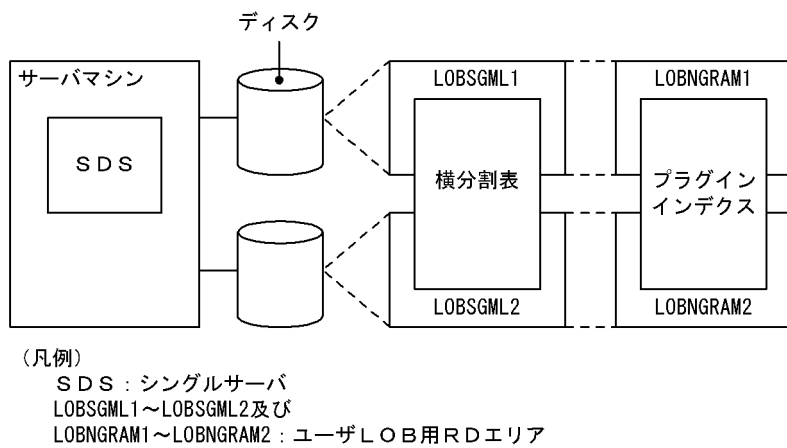 ディスク
サーバマシン
ＳＤＳ
LOBSGML1
LOBNGRAM1
横分割表
プラグイン
インデクス
LOBSGML2
LOBNGRAM2
（凡例）
ＳＤＳ：シングルサーバ
LOBSGML1～LOBSGML2及び
LOBNGRAM1～LOBNGRAM2：ユーザＬＯＢ用ＲＤエリア